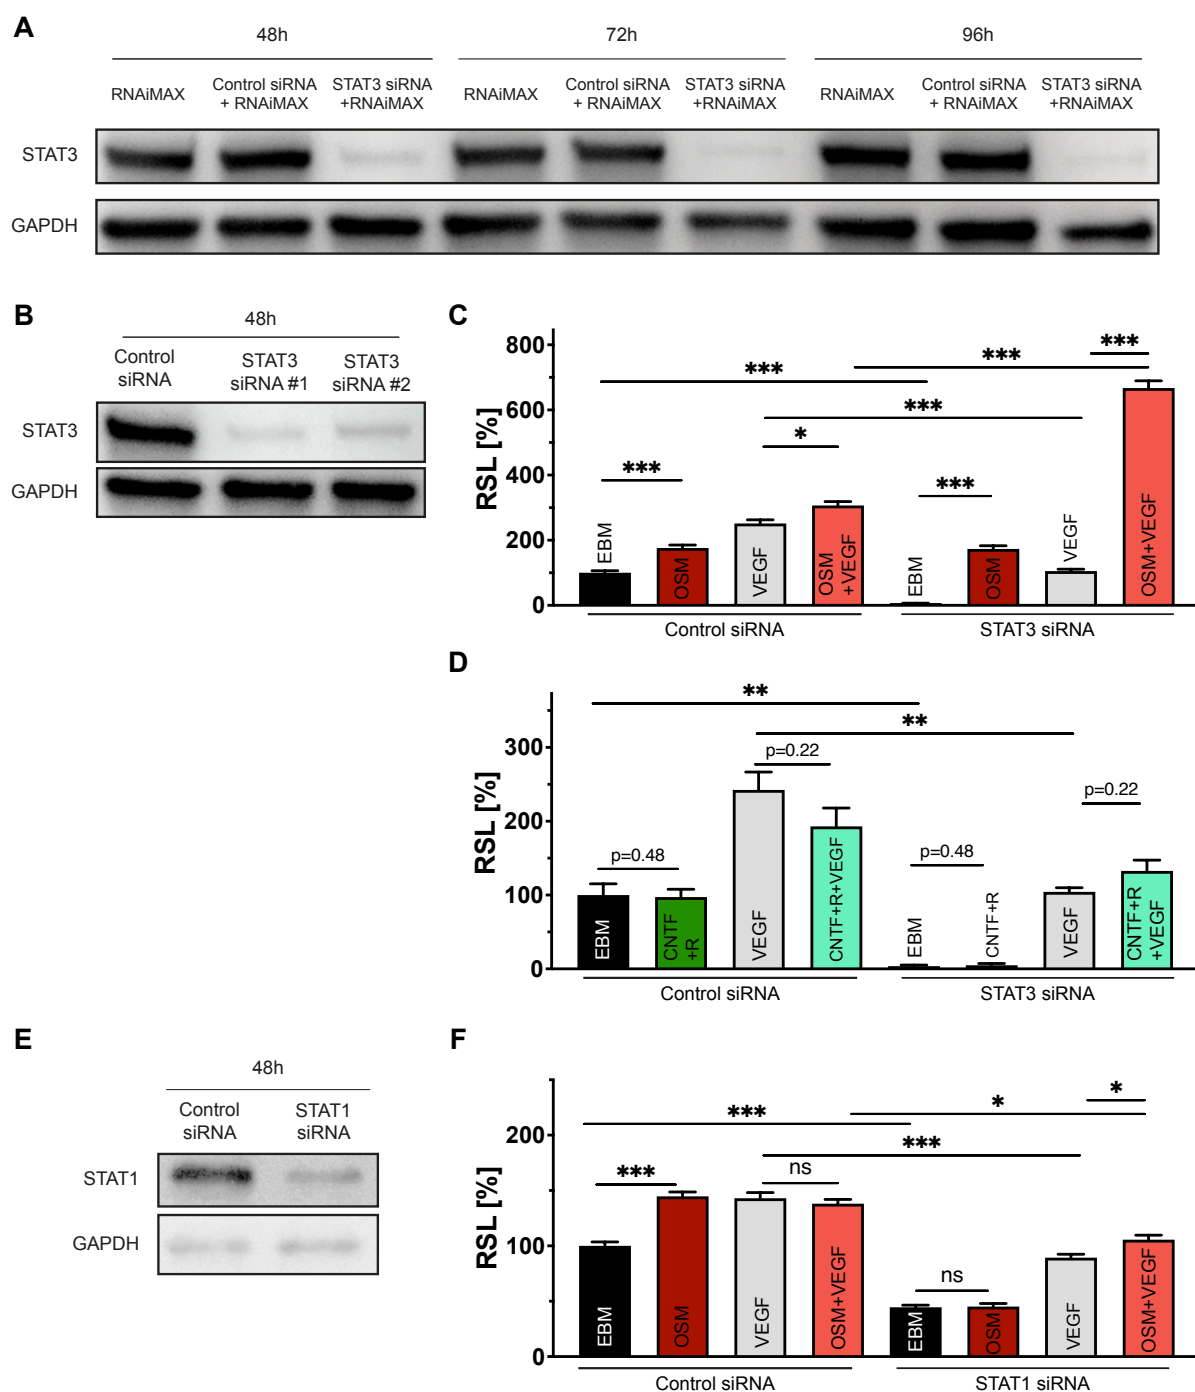 A
48h
72h
96h
RNAiMAX
Control siRNA
+ RNAiMAX
STAT3 siRNA
+RNAiMAX
RNAiMAX
Control siRNA
+ RNAiMAX
STAT3 siRNA
+RNAiMAX
RNAiMAX
Control siRNA
+ RNAiMAX
STAT3 siRNA
+RNAiMAX
STAT3
GAPDH
B
48h
Control
siRNA
STAT3
siRNA #1
STAT3
siRNA #2
STAT3
GAPDH
C
RSL [%]
800
600
400
200
0
***
***
***
***
*
***
***
EBM
OSM
VEGF
OSM
+VEGF
EBM
OSM
VEGF
OSM+VEGF
Control siRNA
STAT3 siRNA
D
RSL [%]
300
200
100
0
**
**
p=0.22
p=0.22
p=0.48
p=0.48
EBM
CNTF
+R
VEGF
CNTF+R+VEGF
EBM
CNTF+R
VEGF
CNTF+R
+VEGF
Control siRNA
STAT3 siRNA
E
48h
Control
siRNA
STAT1
siRNA
STAT1
GAPDH
F
RSL [%]
200
100
0
***
*
*
***
***
ns
ns
EBM
OSM
VEGF
OSM+VEGF
EBM
OSM
VEGF
OSM+VEGF
Control siRNA
STAT1 siRNA